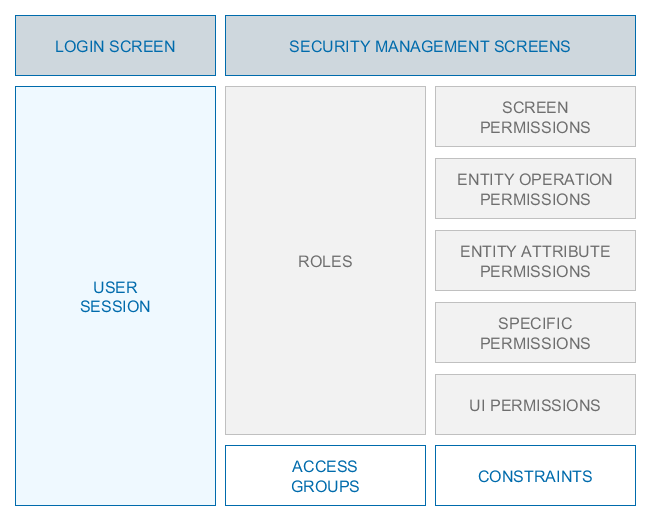 LOGIN SCREEN
SECURITY MANAGEMENT SCREENS
USER
SESSION
ROLES
SCREEN
PERMISSIONS
ENTITY OPERATION
PERMISSIONS
ENTITY ATTRIBUTE
PERMISSIONS
SPECIFIC
PERMISSIONS
UI PERMISSIONS
ACCESS
GROUPS
CONSTRAINTS